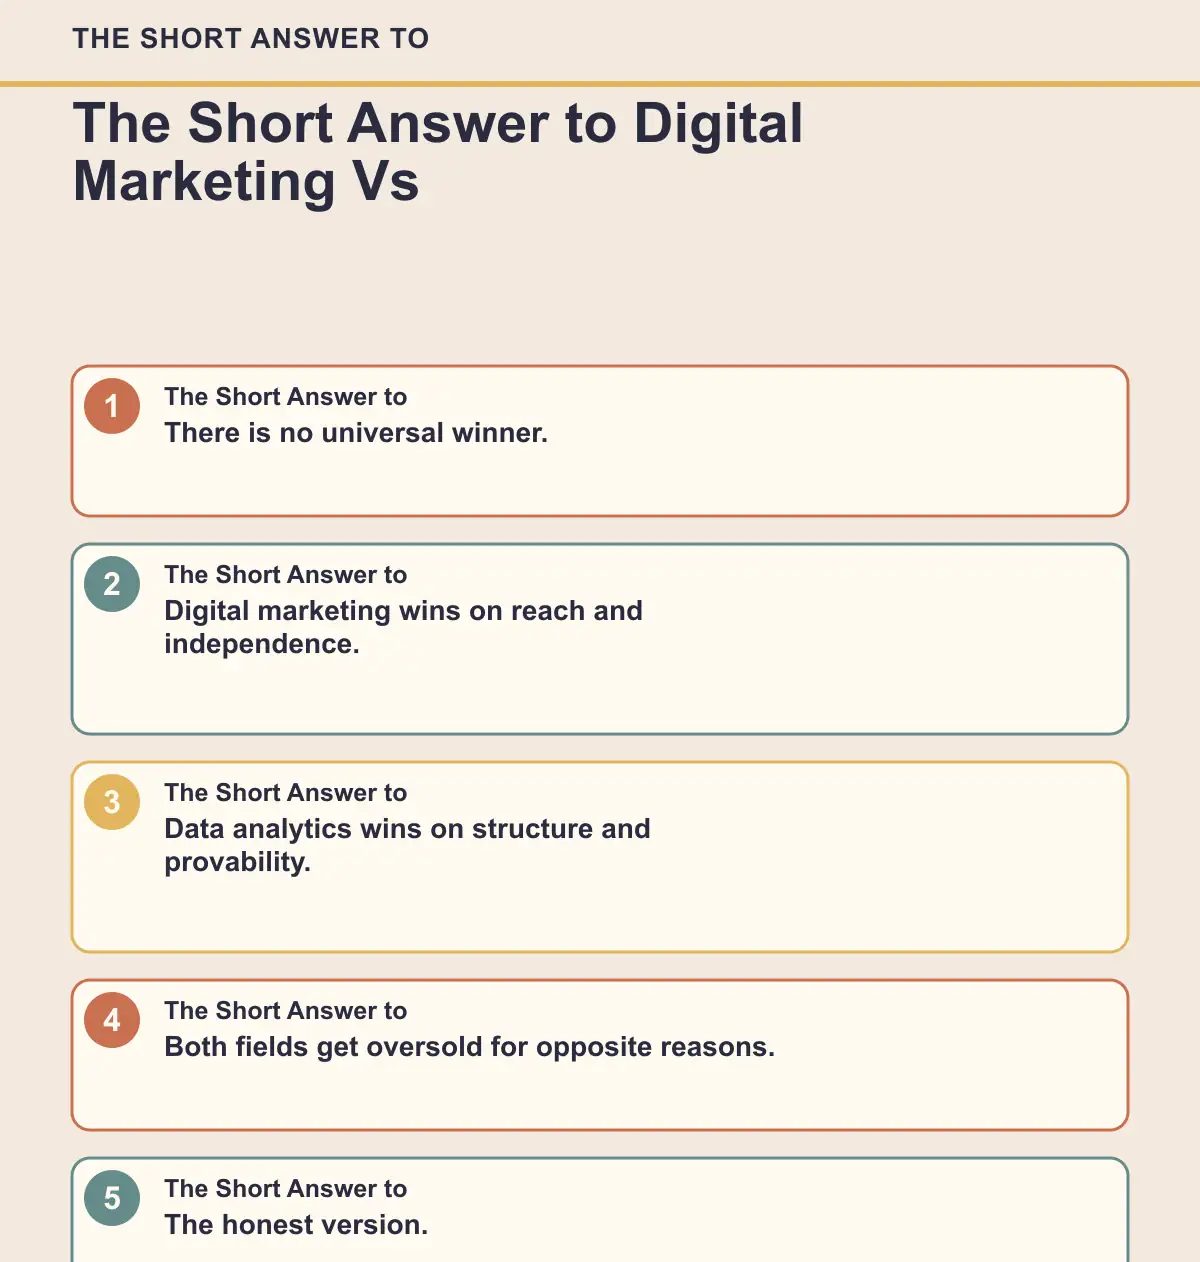 THE SHORT ANSWER TO
The Short Answer to Digital
Marketing Vs
1
The Short Answer to
There is no universal winner.
2
The Short Answer to
Digital marketing wins on reach and
independence.
3
The Short Answer to
Data analytics wins on structure and
provability.
4
The Short Answer to
Both fields get oversold for opposite reasons.
5
The Short Answer to
The honest version.